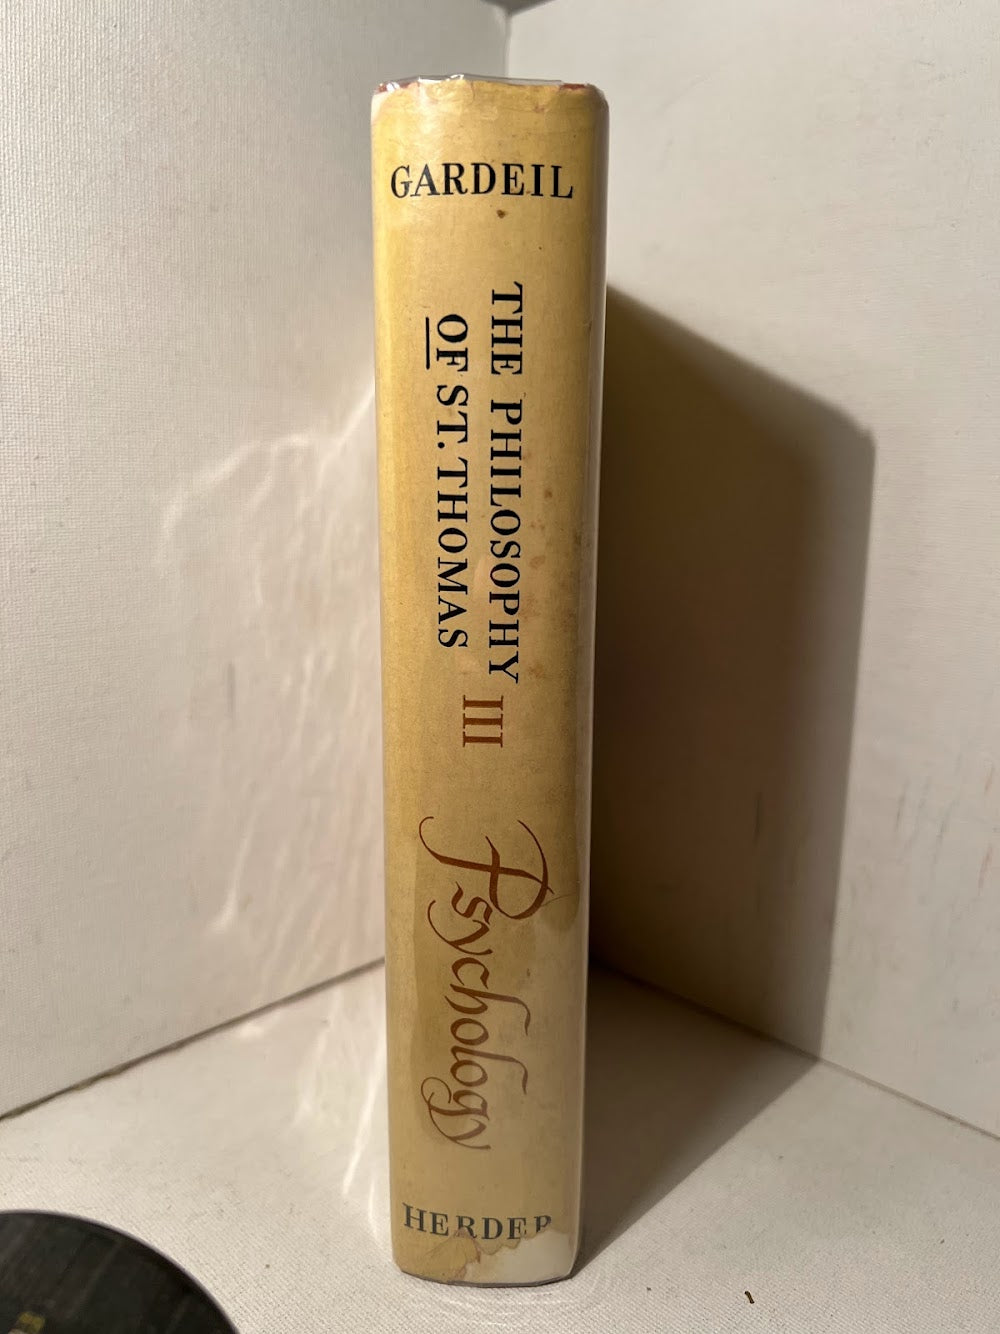 GARDEIL
THE PHILOSOPHY
OF ST. THOMAS
III
Psychology
HERDER